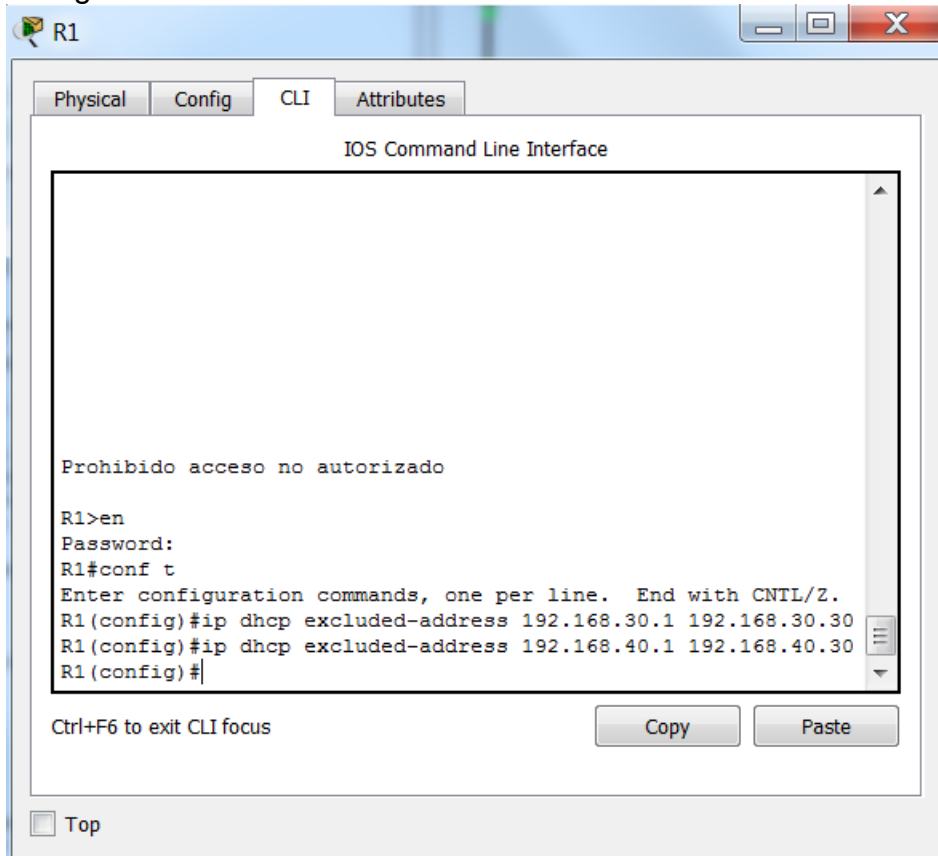 R1
Physical Config CLI Attributes
IOS Command Line Interface
Prohibido acceso no autorizado
R1>en
Password:
R1#conf t
Enter configuration commands, one per line.  End with CNTL/Z.
R1(config)#ip dhcp excluded-address 192.168.30.1 192.168.30.30
R1(config)#ip dhcp excluded-address 192.168.40.1 192.168.40.30
R1(config)#
Ctrl+F6 to exit CLI focus
Copy Paste
Top